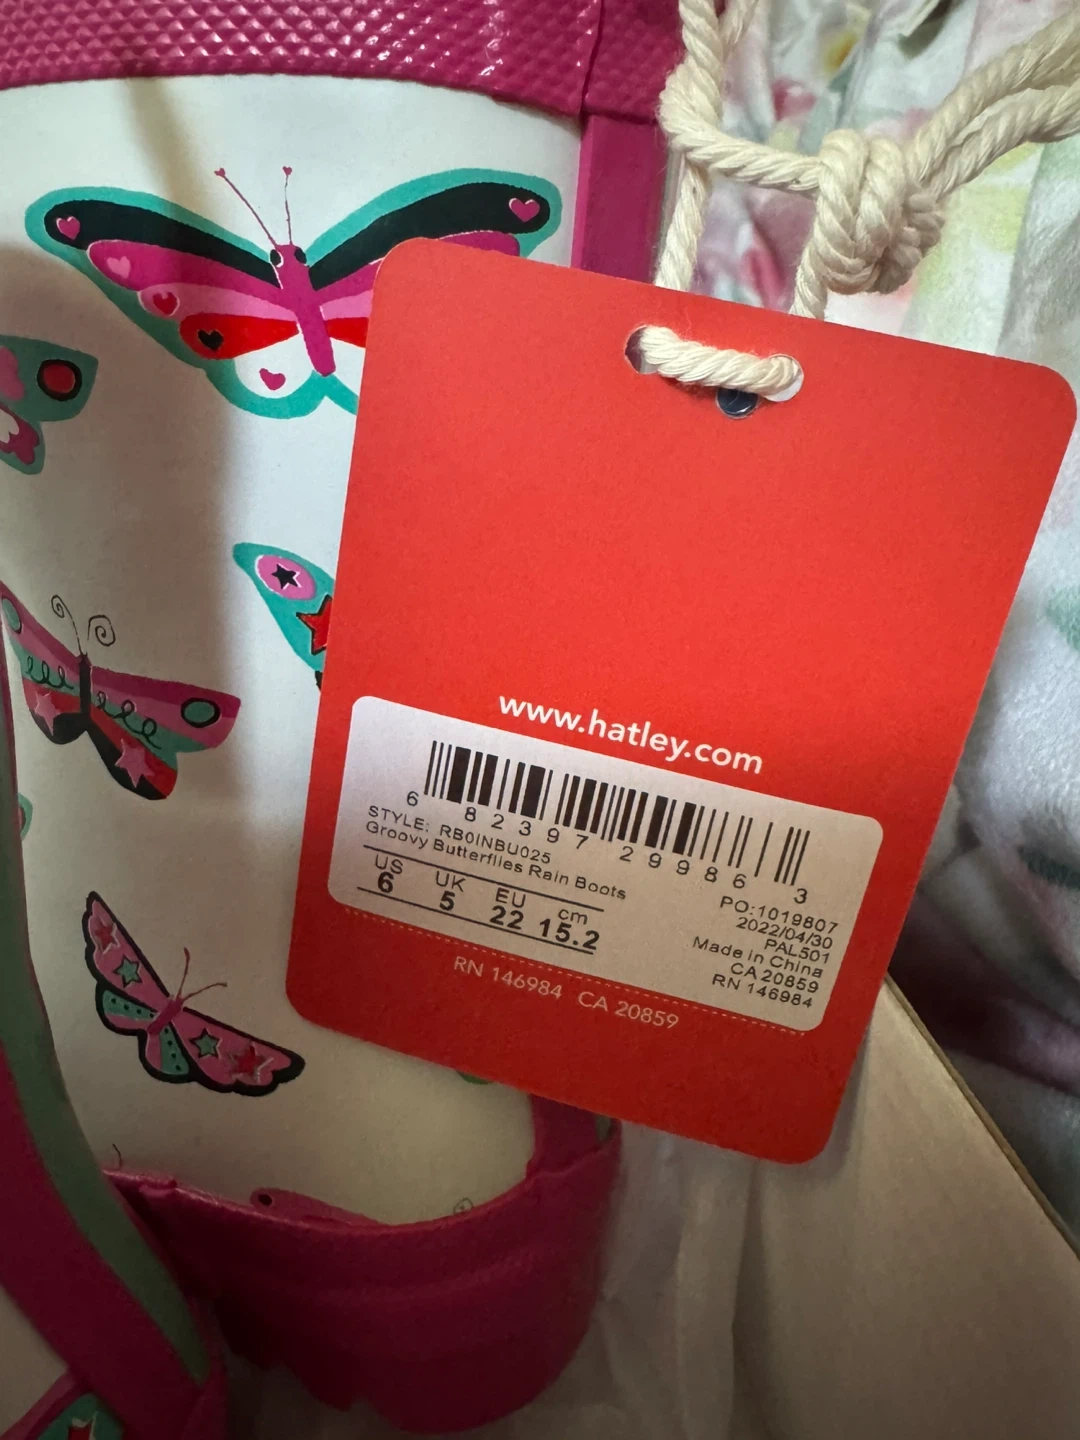 www.hatley.com
6 82397 29986 3
STYLE: RB0INBU025
Groovy Butterflies Rain Boots
US UK EU cm
6 5 22 15.2
PO:1019807
2022/04/30
PAL501
Made in China
CA 20859
RN 146984
RN 146984 CA 20859